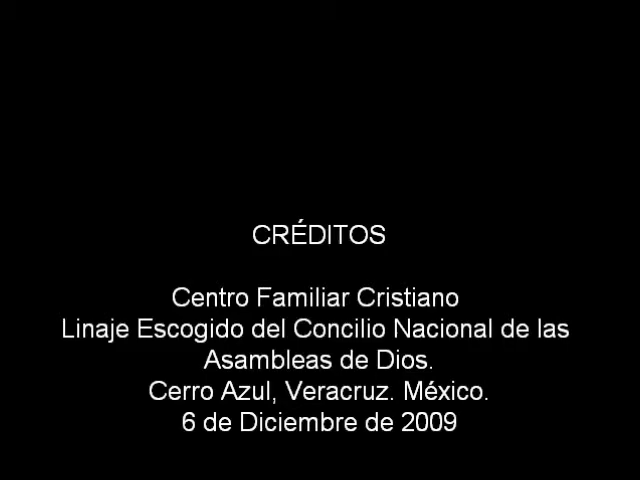 CRÉDITOS
Centro Familiar Cristiano
Linaje Escogido del Concilio Nacional de las
Asambleas de Dios.
Cerro Azul, Veracruz. México.
6 de Diciembre de 2009